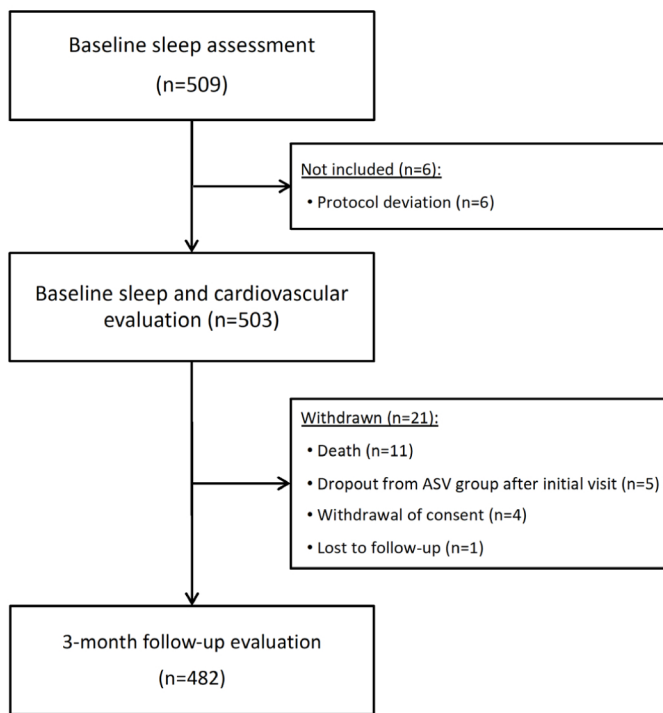 Baseline sleep assessment
(n=509)
Not included (n=6):
• Protocol deviation (n=6)
Baseline sleep and cardiovascular
evaluation (n=503)
Withdrawn (n=21):
• Death (n=11)
• Dropout from ASV group after initial visit (n=5)
• Withdrawal of consent (n=4)
• Lost to follow-up (n=1)
3-month follow-up evaluation
(n=482)